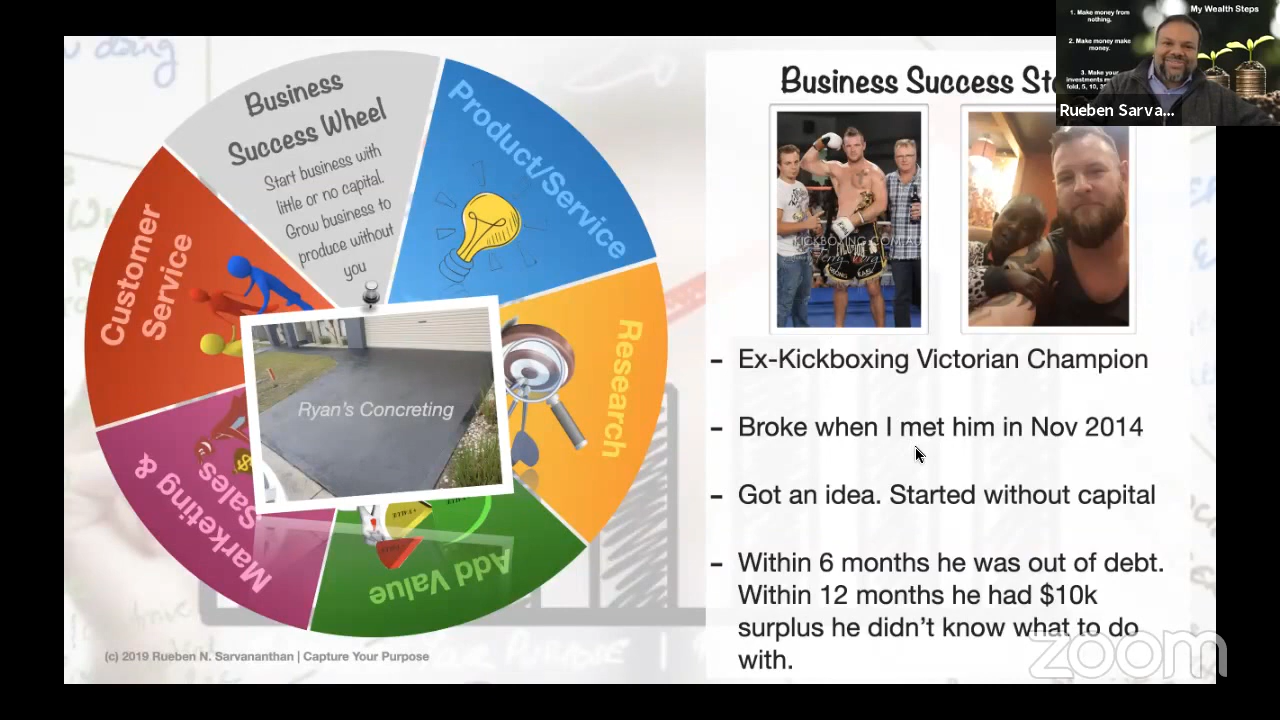 Business
Success Wheel
Start business with
little or no capital.
Grow business to
produce without
you
Product/Service
Research
Add Value
Marketing &
Sales
Customer
Service
Ryan's Concreting
(c) 2019 Rueben N. Sarvananthan | Capture Your Purpose
Business Success Sto
KICKBOXING.COM.AU
- Ex-Kickboxing Victorian Champion
- Broke when I met him in Nov 2014
- Got an idea. Started without capital
- Within 6 months he was out of debt.
Within 12 months he had $10k
surplus he didn't know what to do
with.
My Wealth Steps
1. Make money from
nothing.
2. Make money make
money.
3. Make your
investments
fold, 5, 10,
Rueben Sarva...
zoom